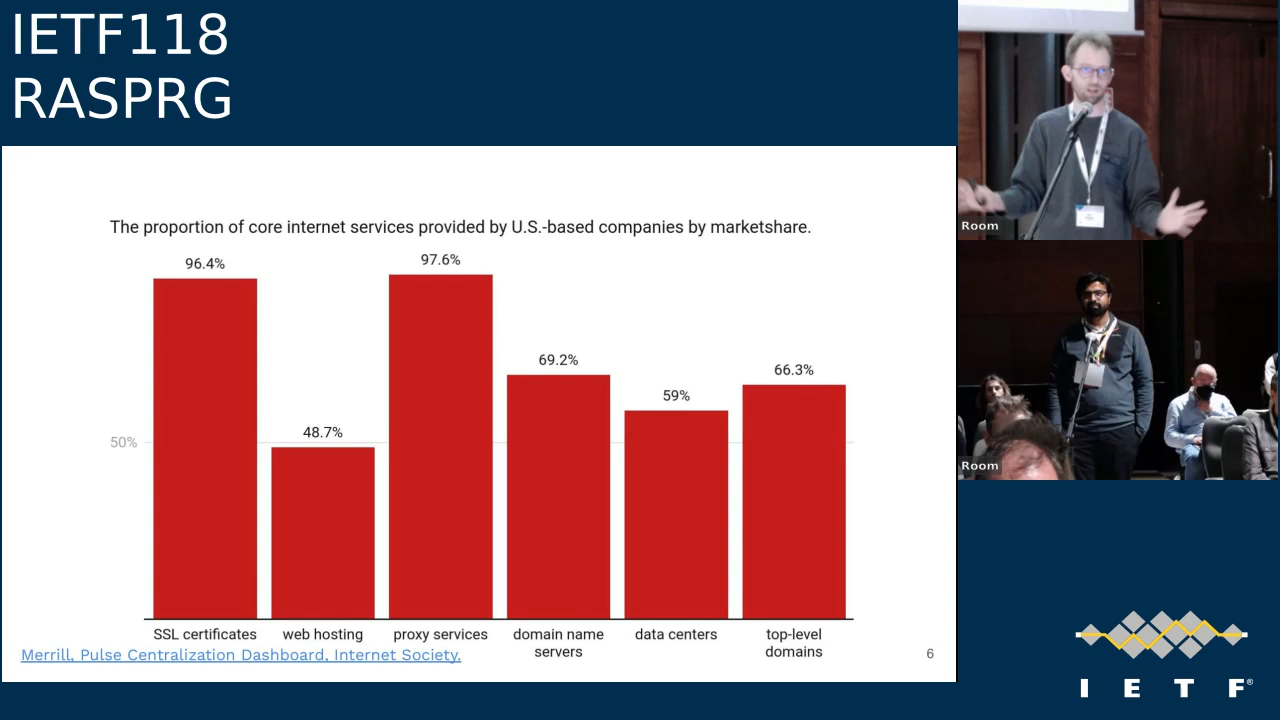 IETF118
RASPRG
The proportion of core internet services provided by U.S.-based companies by marketshare.
96.4%
48.7%
97.6%
69.2%
59%
66.3%
50%
SSL certificates
web hosting
proxy services
domain name
servers
data centers
top-level
domains
Merrill, Pulse Centralization Dashboard, Internet Society.
6
Room
Room
I E T F®